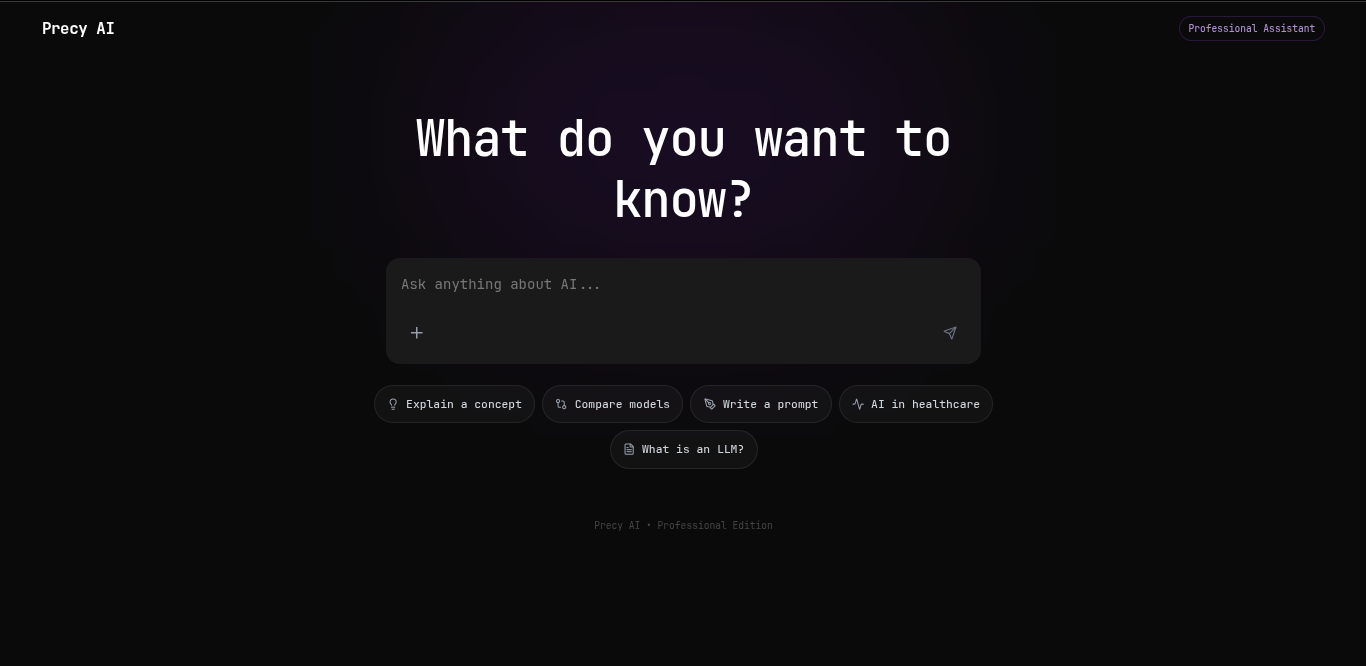 Precy AI
Professional Assistant
What do you want to
know?
Ask anything about AI...
Explain a concept
Compare models
Write a prompt
AI in healthcare
What is an LLM?
Precy AI • Professional Edition